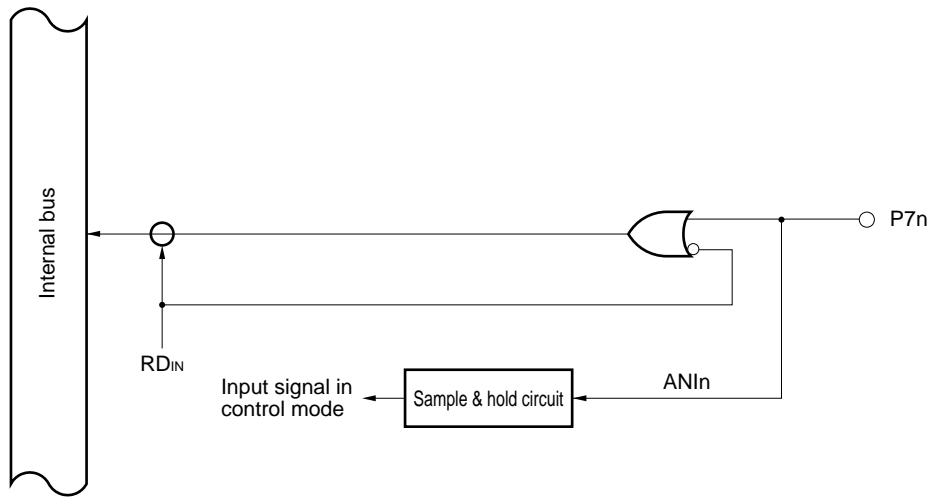 Internal bus
P7n
RDIN
ANIn
Input signal in
control mode
Sample & hold circuit